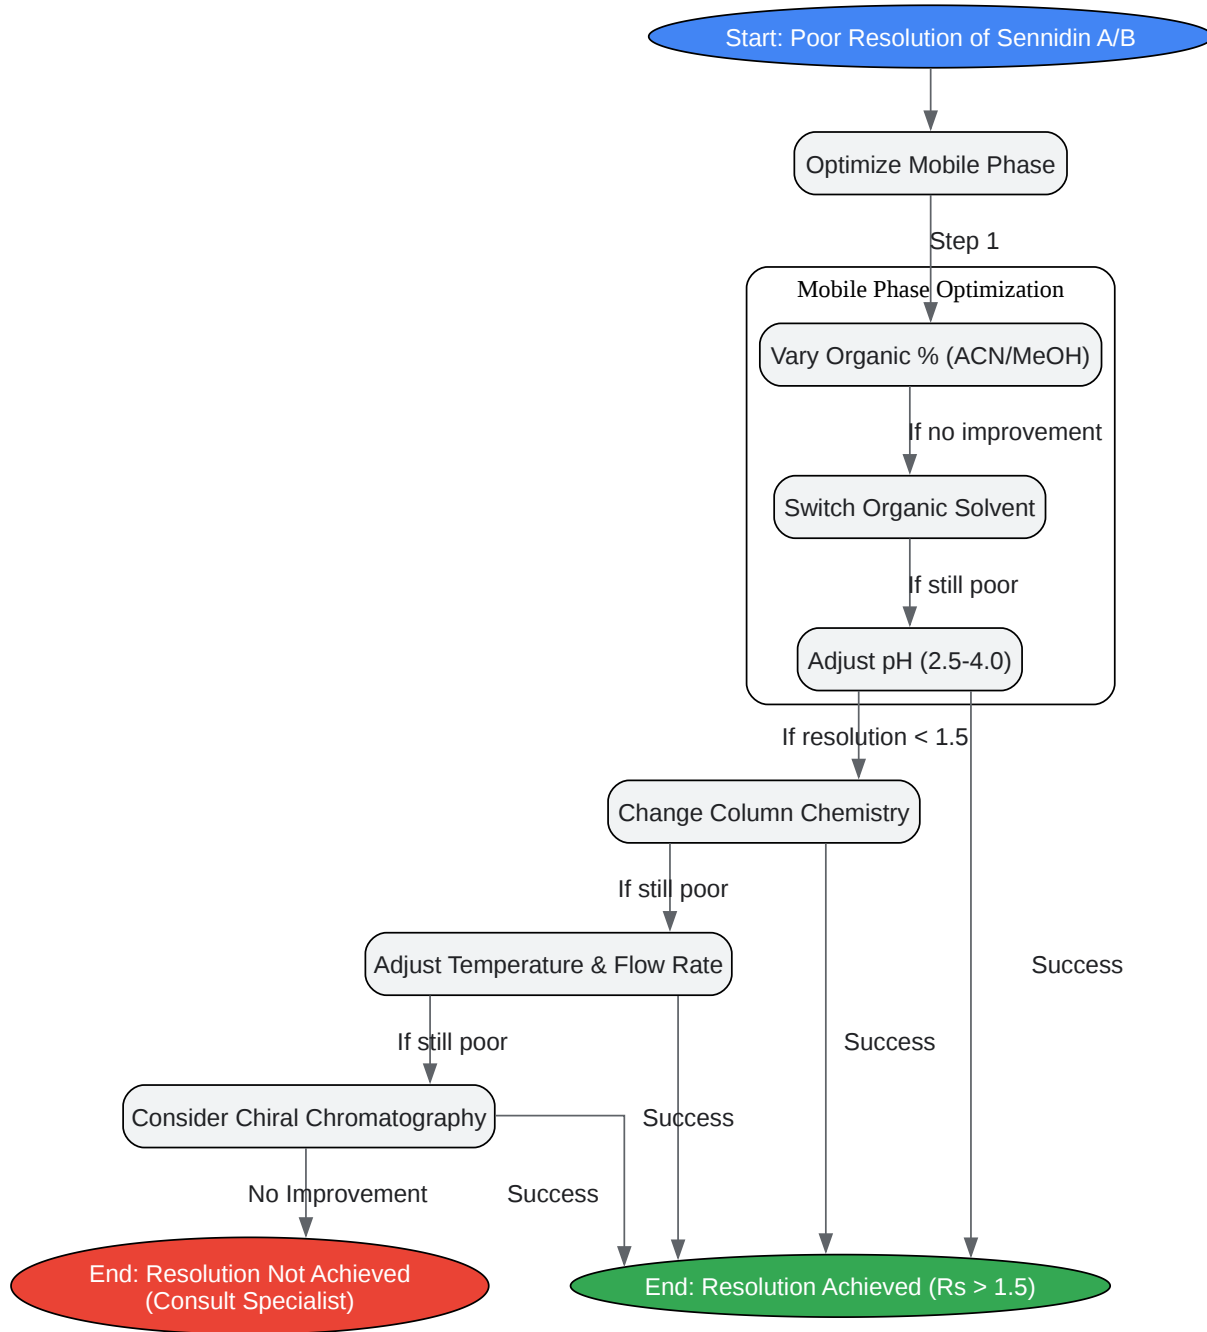 Start: Poor Resolution of Sennidin A/B
Optimize Mobile Phase
Step 1
Mobile Phase Optimization
Vary Organic % (ACN/MeOH)
If no improvement
Switch Organic Solvent
If still poor
Adjust pH (2.5-4.0)
If resolution < 1.5
Change Column Chemistry
If still poor
Adjust Temperature & Flow Rate
Success
If still poor
Success
Consider Chiral Chromatography
Success
No Improvement
Success
End: Resolution Not Achieved
(Consult Specialist)
End: Resolution Achieved (Rs > 1.5)